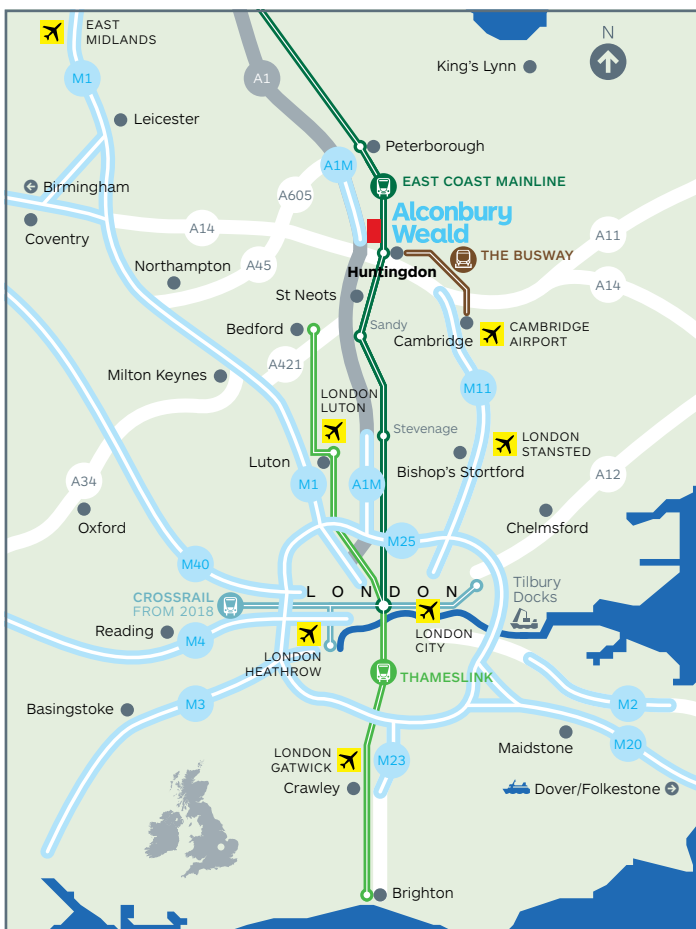 EAST
MIDLANDS
N
M1
A1
King's Lynn
Leicester
Peterborough
A1M
EAST COAST MAINLINE
Birmingham
A605
Alconbury
Weald
A14
A11
Coventry
THE BUSWAY
Northampton
A45
Huntingdon
A14
St Neots
Bedford
Sandy
Cambridge
CAMBRIDGE
AIRPORT
A421
Milton Keynes
M11
LONDON
LUTON
Stevenage
LONDON
STANSTED
Luton
Bishop's Stortford
A34
M1
A1M
A12
Oxford
Chelmsford
M25
M40
CROSSRAIL
FROM 2018
LONDON
Tilbury
Docks
Reading
M4
LONDON
CITY
LONDON
HEATHROW
THAMESLINK
Basingstoke
M3
M2
Maidstone
M20
LONDON
GATWICK
M23
Crawley
Dover/Folkestone
Brighton